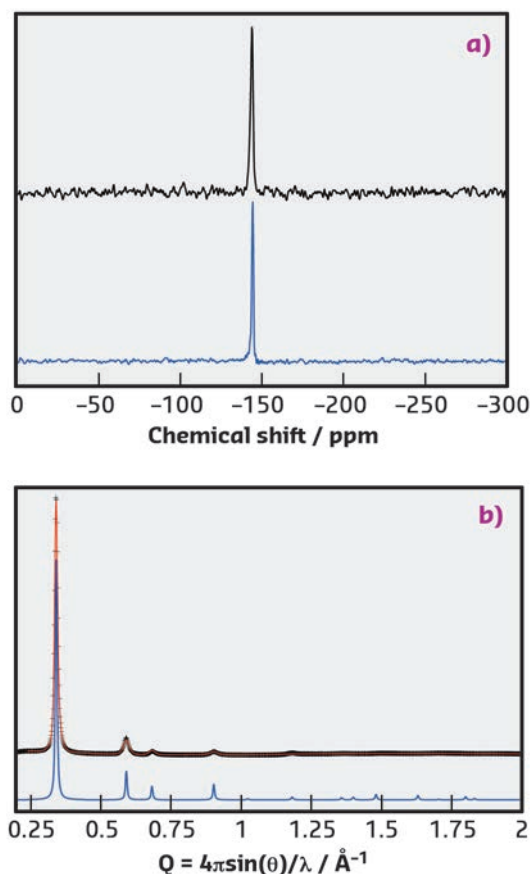 a)
0 –50 –100 –150 –200 –250 –300
Chemical shift / ppm
b)
0.25 0.5 0.75 1 1.25 1.5 1.75 2
Q = 4πsin(θ)/λ / Å⁻¹